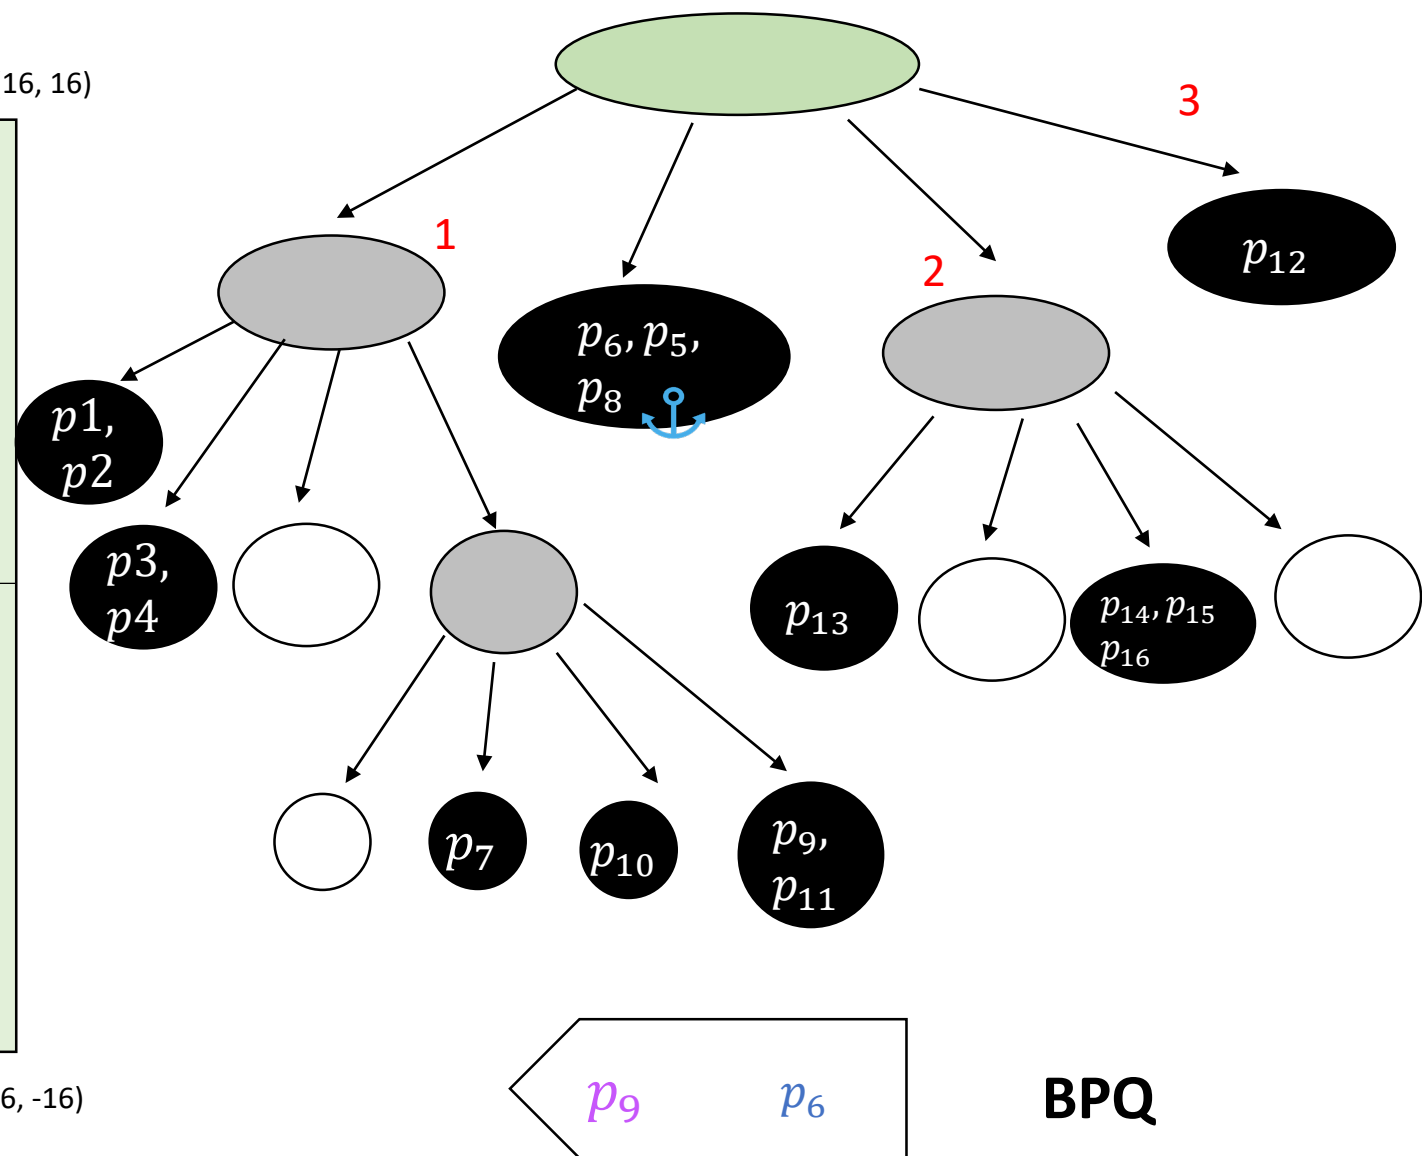 16, 16)
3
1
2
p₁₂
p₆, p₅,
p₈
p1,
p2
p3,
p4
p₁₃
p₁₄, p₁₅
p₁₆
p₇
p₁₀
p₉,
p₁₁
6, -16)
p₉ p₆
BPQ